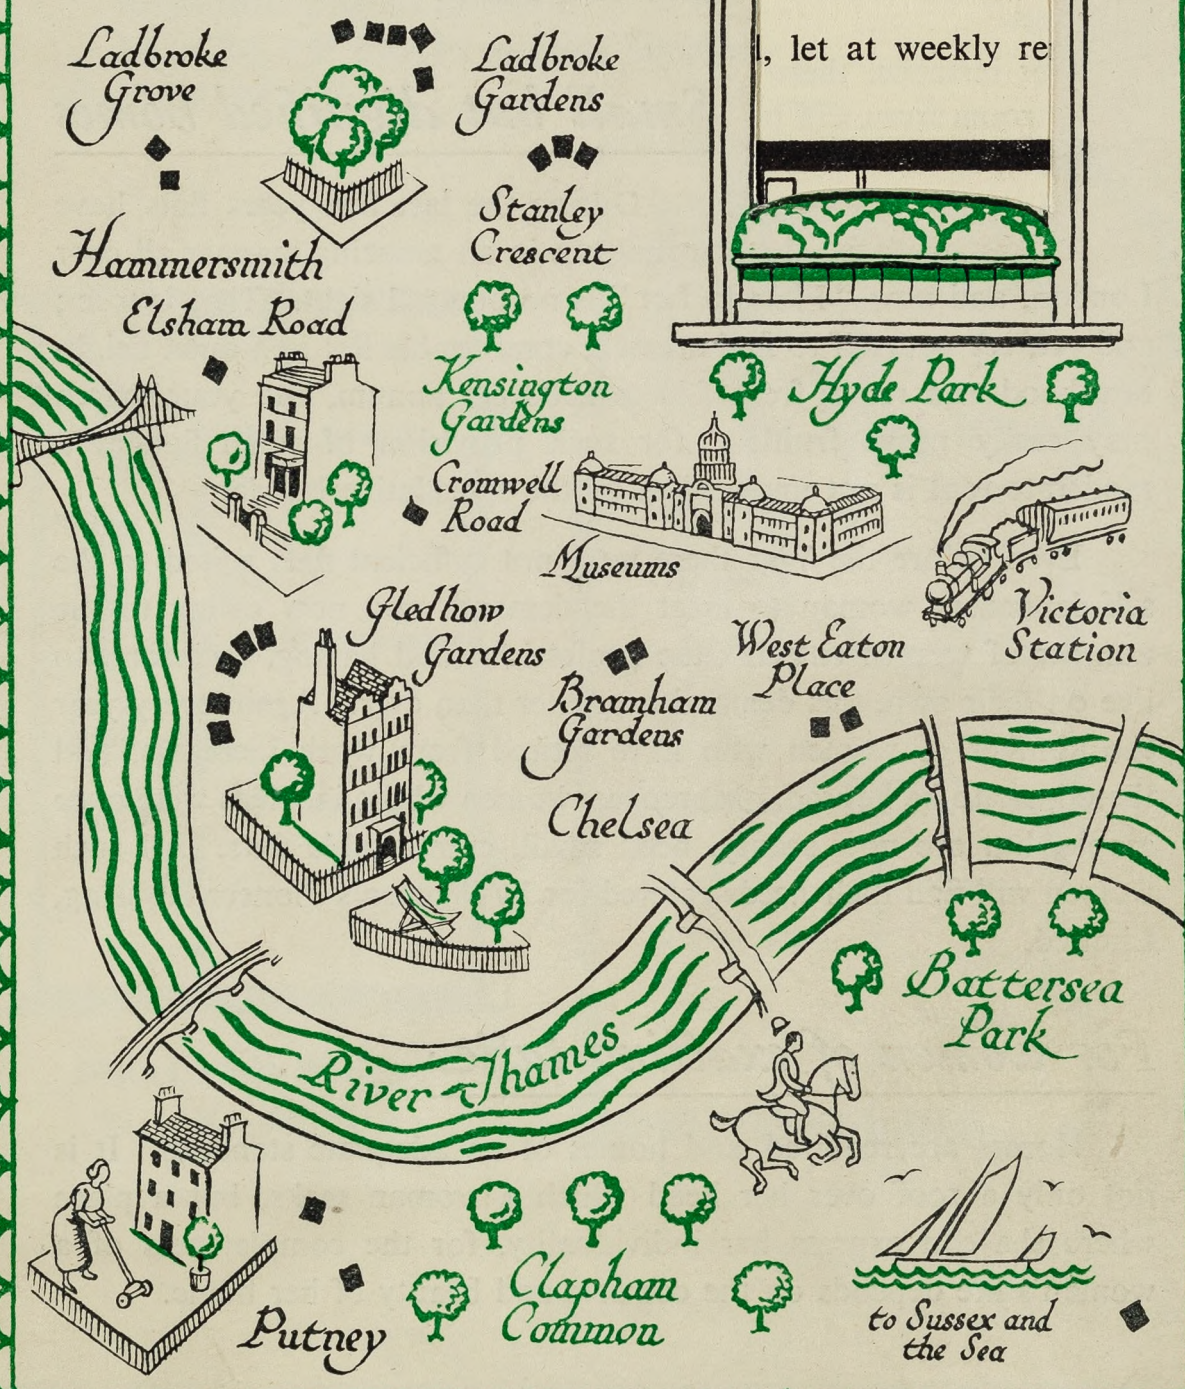 Ladbroke
Grove
Ladbroke
Gardens
, let at weekly re
Stanley
Crescent
Hammersmith
Elsham Road
Kensington
Gardens
Hyde Park
Cromwell
Road
Museums
Victoria
Station
Gledhow
Gardens
West Eaton
Place
Bramham
Gardens
Chelsea
Battersea
Park
River Thames
Clapham
Common
Putney
to Sussex and
the Sea